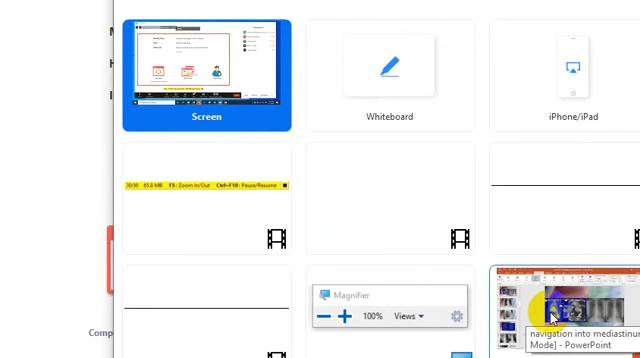 Screen
Whiteboard
iPhone/iPad
F5: Zoom In/Out Ctrl+F10: Pause/Resume
Magnifier
100% Views
navigation into mediastinu
Mode] - PowerPoint
Comp